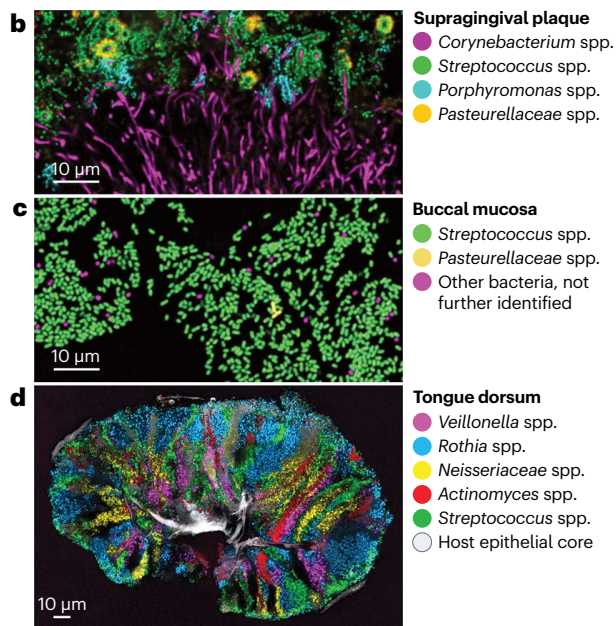 b
Supragingival plaque
Corynebacterium spp.
Streptococcus spp.
Porphyromonas spp.
Pasteurellaceae spp.
10 µm
c
Buccal mucosa
Streptococcus spp.
Pasteurellaceae spp.
Other bacteria, not
further identified
10 µm
d
Tongue dorsum
Veillonella spp.
Rothia spp.
Neisseriaceae spp.
Actinomyces spp.
Streptococcus spp.
Host epithelial core
10 µm